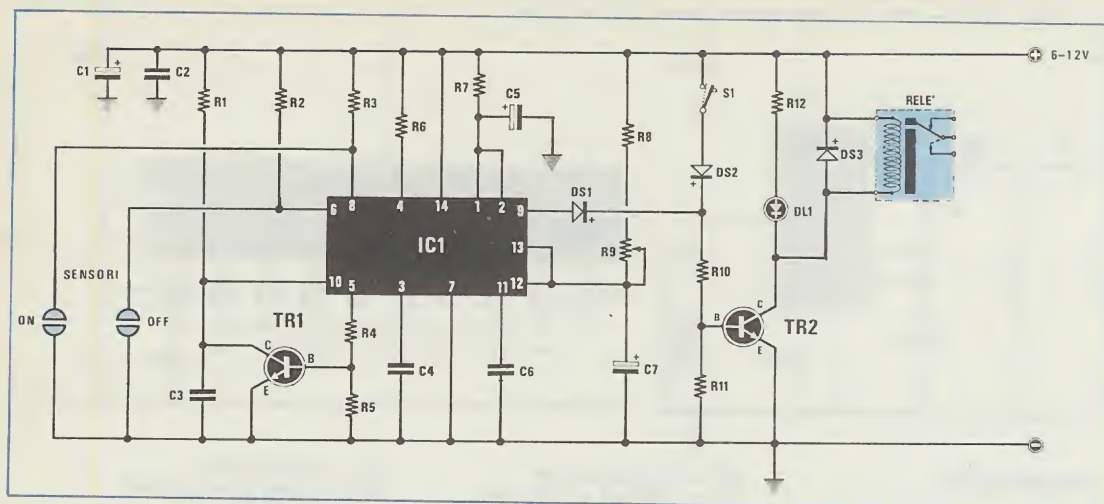 C1 +
C2
R1
R2
R3
R6
R7
+ C5
R8
S1
R12
+ 6-12V
RELE'
DS3
+
DS2
+
DS1
+
DL1
6 8 4 14 1 2 9
IC1
13
12
10 5 3 7 11
R9
R10
SENSORI
ON
OFF
TR1
C
B
E
R4
R5
C3
C4
C6
+
C7
R11
B
C
E
TR2
-